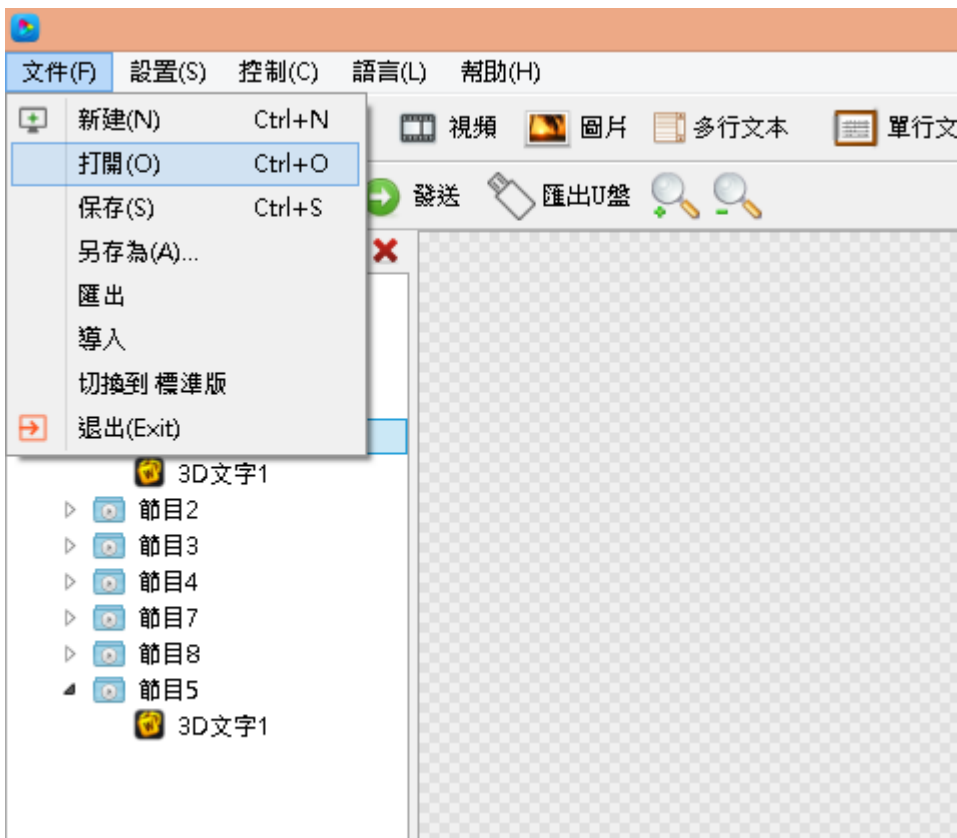 文件(F) 設置(S) 控制(C) 語言(L) 幫助(H)
新建(N) Ctrl+N
打開(O) Ctrl+O
保存(S) Ctrl+S
另存為(A)...
匯出
導入
切換到 標準版
退出(Exit)
視頻 圖片 多行文本 單行文
發送 匯出U盤
3D文字1
節目2
節目3
節目4
節目7
節目8
節目5
3D文字1